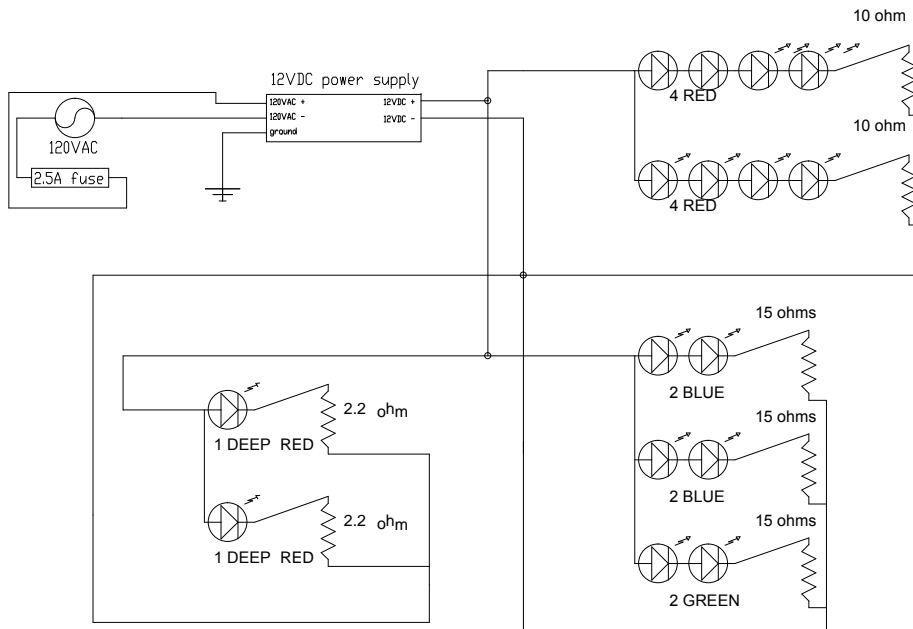 10 ohm
12VDC power supply
120VAC +
120VAC -
ground
12VDC +
12VDC -
120VAC
2.5A fuse
4 RED
10 ohm
4 RED
15 ohms
2 BLUE
2.2 ohm
1 DEEP RED
15 ohms
2 BLUE
2.2 ohm
1 DEEP RED
15 ohms
2 GREEN